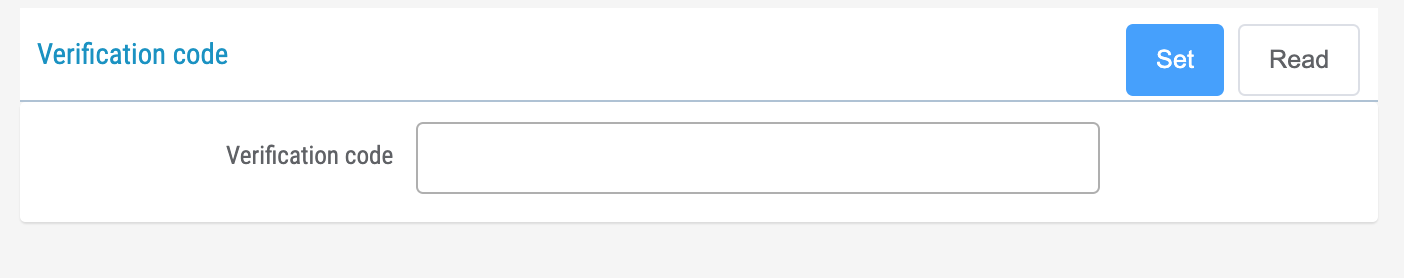 Verification code
Set
Read
Verification code